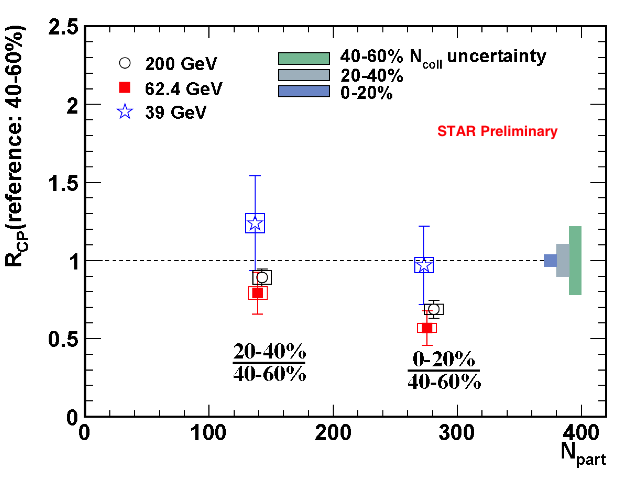 R_CP(reference: 40-60%)
2.5
2
1.5
1
0.5
0
200 GeV
62.4 GeV
39 GeV
40-60% N_coll uncertainty
20-40%
0-20%
STAR Preliminary
20-40%
40-60%
0-20%
40-60%
0 100 200 300 400
N_part